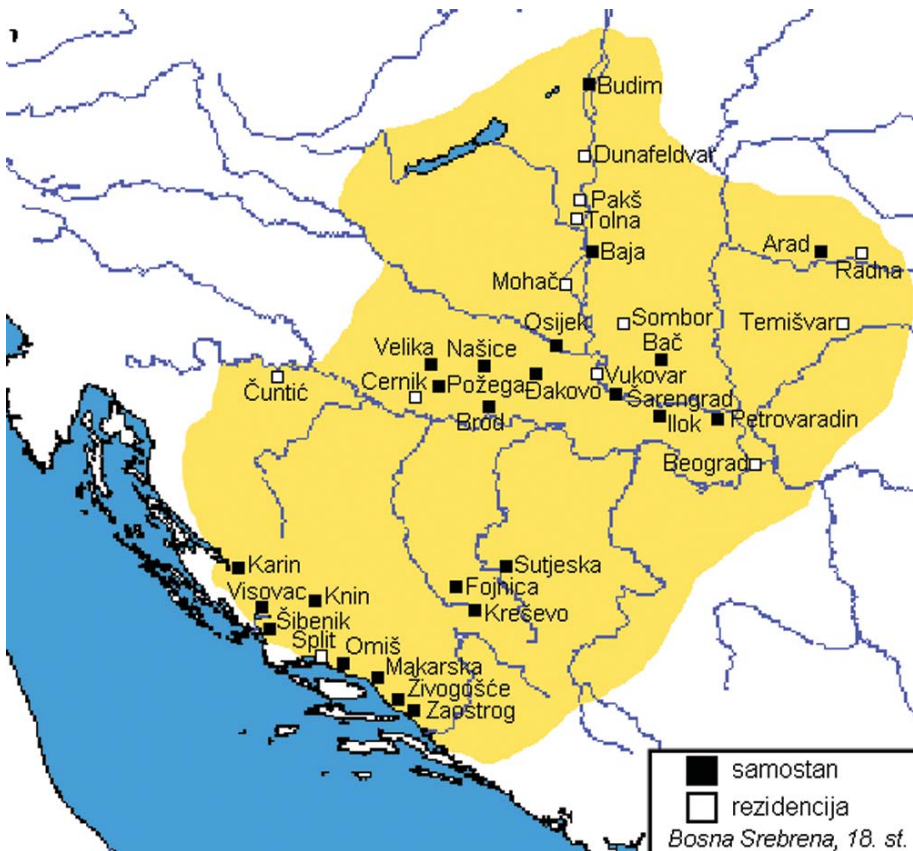 Budim
Dunafeldvar
Pakš
Tolna
Baja
Arad
Radna
Mohač
Sombor
Temišvar
Osijek
Bač
Velika
Našice
Vukovar
Čuntić
Cernik
Požega
Đakovo
Šarengrad
Brod
Ilok
Petrovaradin
Beograd
Karin
Sutjeska
Visovac
Knin
Fojnica
Kreševo
Šibenik
Split
Omiš
Makarska
Živogošće
Zaostrog
samostan
rezidencija
Bosna Srebrena, 18. st.